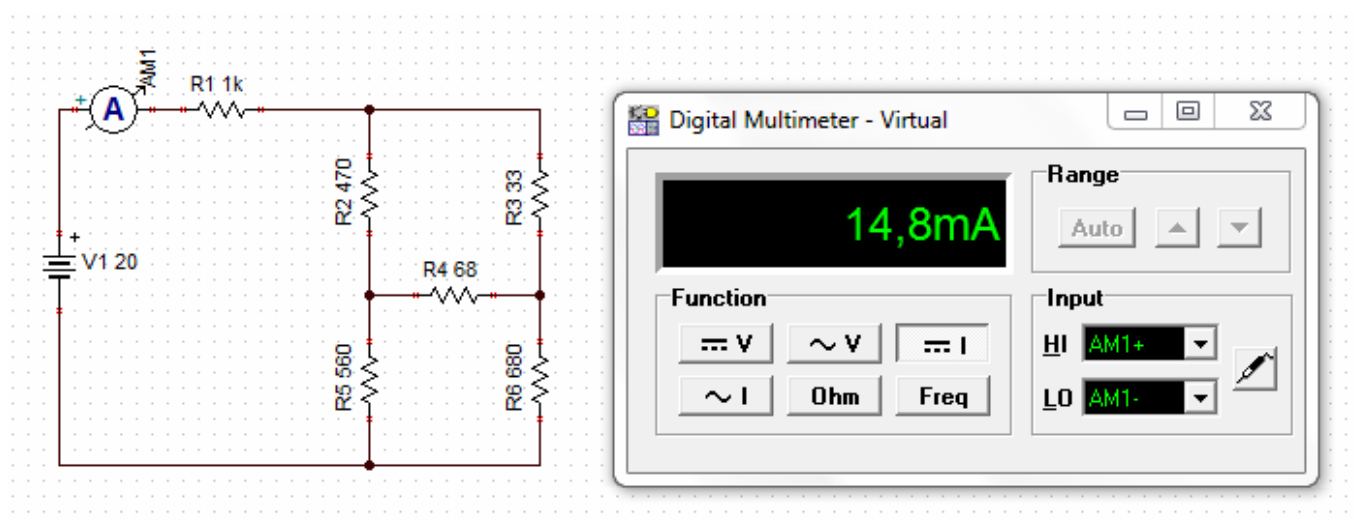 AM1
+
A
R1 1k
R2 470
R3 33
+
V1 20
R4 68
R5 560
R6 680
Digital Multimeter - Virtual
14,8mA
Range
Auto
Function
V
~ V
I
~ I
Ohm
Freq
Input
HI AM1+
LO AM1-